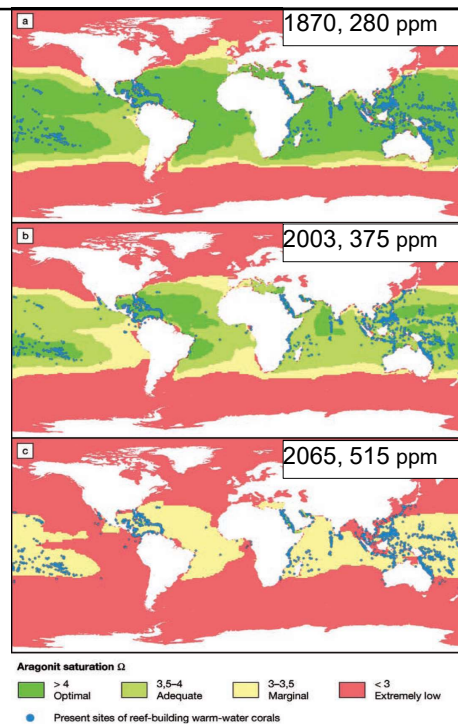 a
1870, 280 ppm
b
2003, 375 ppm
c
2065, 515 ppm
Aragonit saturation Ω
> 4
Optimal
3,5–4
Adequate
3–3,5
Marginal
< 3
Extremely low
Present sites of reef-building warm-water corals